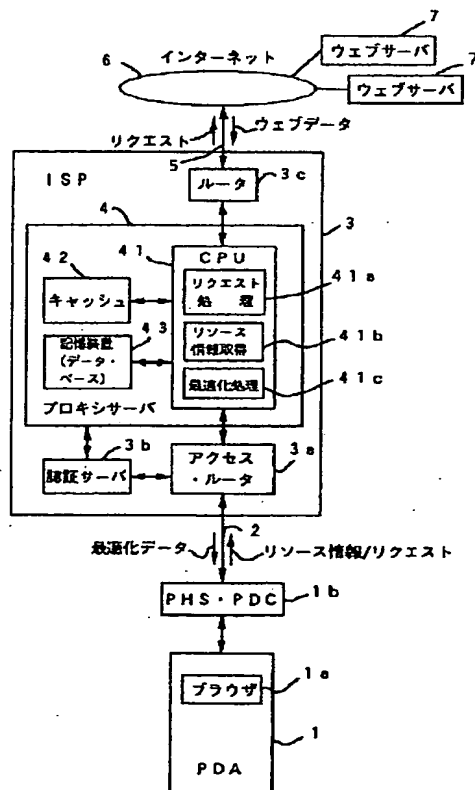 7
ウェブサーバ
インターネット
6
7
ウェブサーバ
リクエスト
ウェブデータ
5
ISP
ルータ
3c
4
3
41
CPU
42
リクエスト
処 理
41a
キャッシュ
43
リソース
情報取得
41b
記憶装置
(データ・
ベース)
最適化処理
41c
プロキシサーバ
3b
3a
認証サーバ
アクセス
・ルータ
2
最適化データ
リソース情報/リクエスト
PHS・PDC
1b
ブラウザ
1a
1
PDA